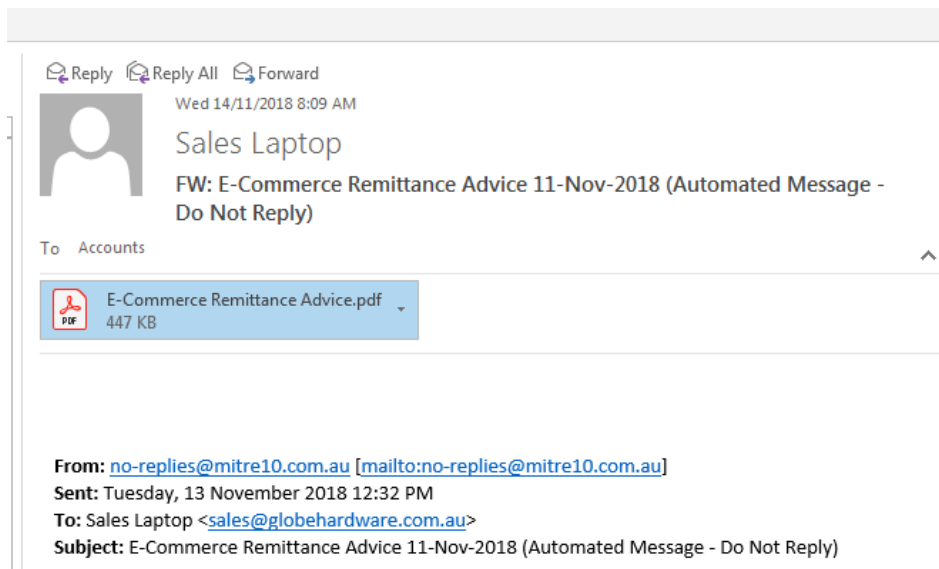 Reply Reply All Forward
Wed 14/11/2018 8:09 AM
Sales Laptop
FW: E-Commerce Remittance Advice 11-Nov-2018 (Automated Message -
Do Not Reply)
To Accounts
E-Commerce Remittance Advice.pdf
PDF
447 KB
From: no-replies@mitre10.com.au [mailto:no-replies@mitre10.com.au]
Sent: Tuesday, 13 November 2018 12:32 PM
To: Sales Laptop <sales@globehardware.com.au>
Subject: E-Commerce Remittance Advice 11-Nov-2018 (Automated Message - Do Not Reply)